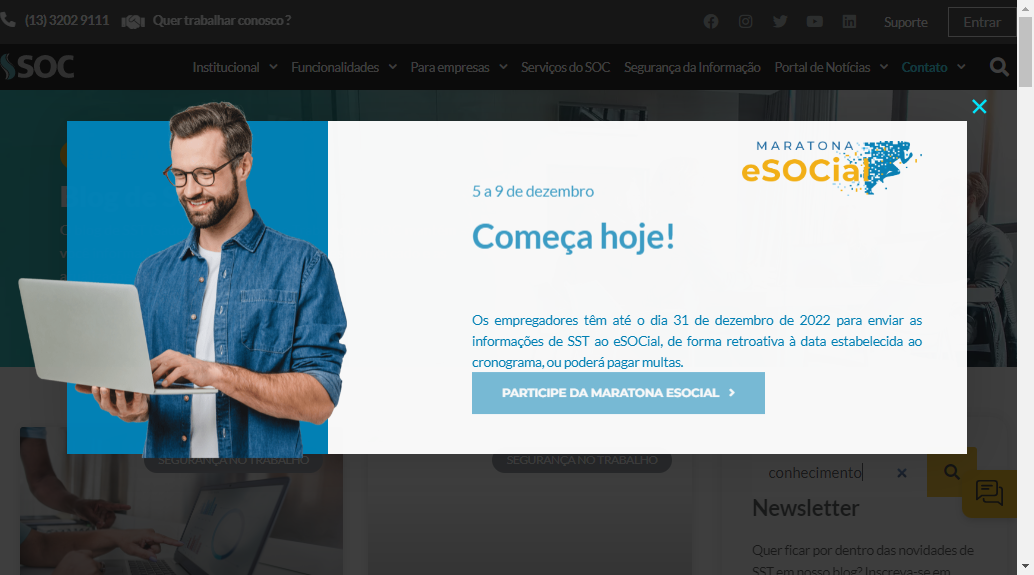 (13) 3202 9111 Quer trabalhar conosco ? Suporte Entrar
SOC Institucional Funcionalidades Para empresas Serviços do SOC Segurança da Informação Portal de Notícias Contato
MARATONA
eSOCial
5 a 9 de dezembro
Começa hoje!
Os empregadores têm até o dia 31 de dezembro de 2022 para enviar as
informações de SST ao eSOCial, de forma retroativa à data estabelecida ao
cronograma, ou poderá pagar multas.
PARTICIPE DA MARATONA ESOCIAL
SEGURANÇA NO TRABALHO SEGURANÇA NO TRABALHO
conhecimento
Newsletter
Quer ficar por dentro das novidades de
SST em nosso blog? Inscreva-se em